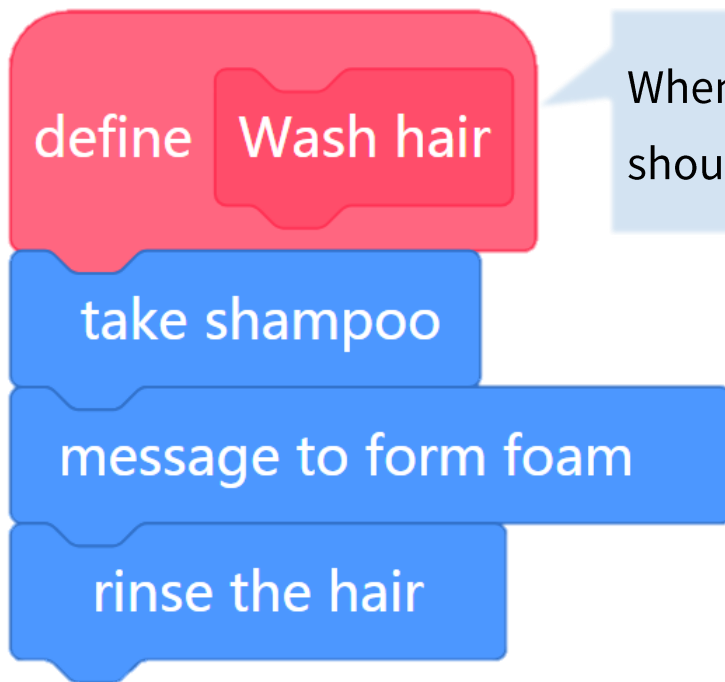 define Wash hair
take shampoo
message to form foam
rinse the hair